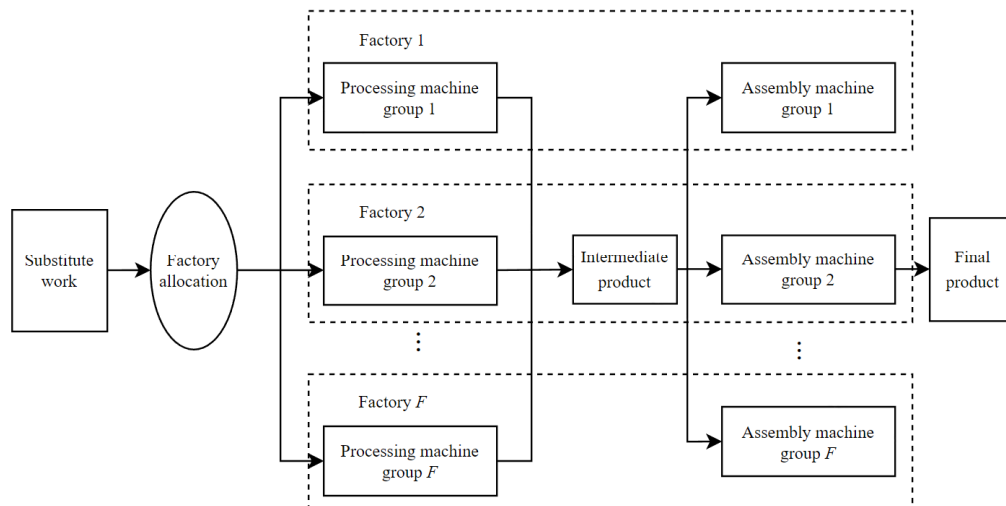 Factory 1
Processing machine
group 1
Assembly machine
group 1
Substitute
work
Factory
allocation
Factory 2
Processing machine
group 2
Intermediate
product
Assembly machine
group 2
Final
product
⋮
⋮
Factory F
Processing machine
group F
Assembly machine
group F